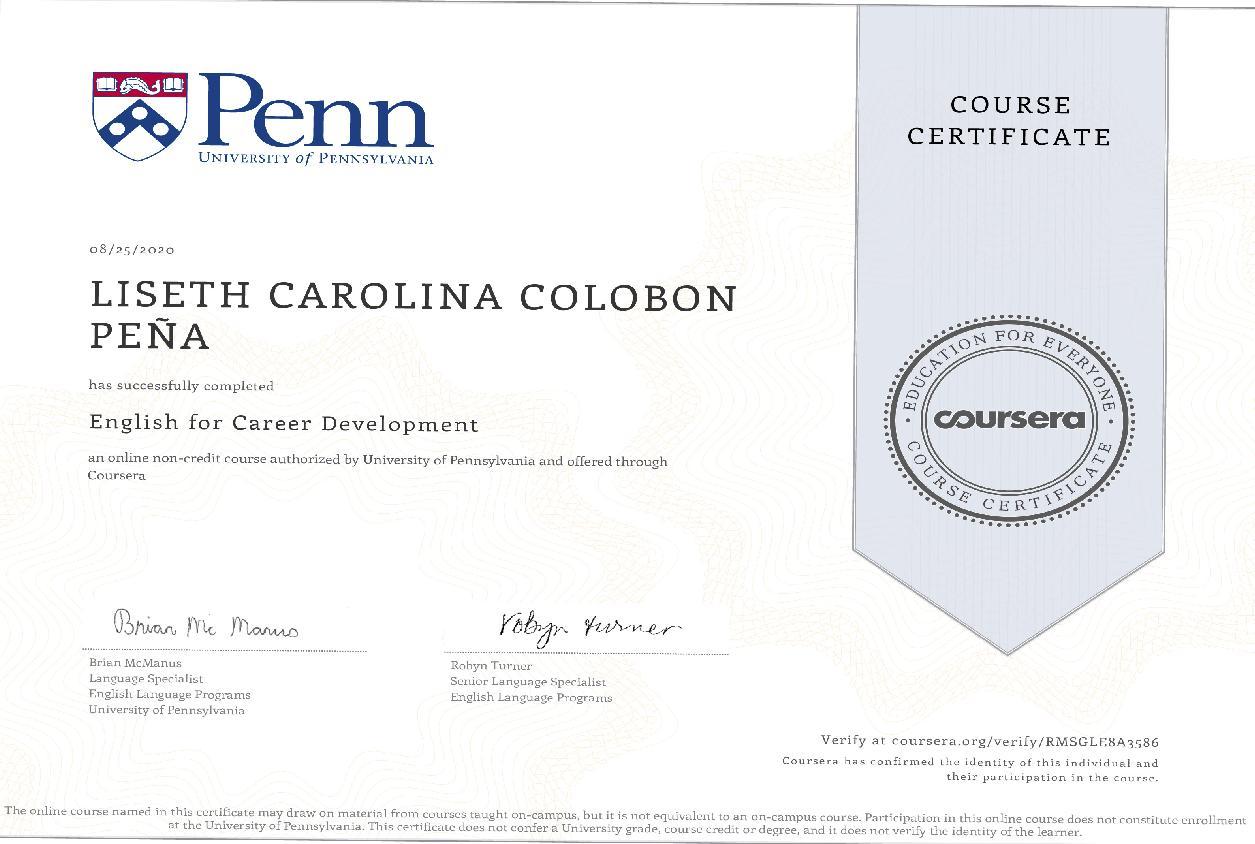 Penn
UNIVERSITY of PENNSYLVANIA
COURSE
CERTIFICATE
08/25/2020
LISETH CAROLINA COLOBON
PEÑA
has successfully completed
English for Career Development
an online non-credit course authorized by University of Pennsylvania and offered through
Coursera
EDUCATION FOR EVERYONE
coursera
COURSE CERTIFICATE
Brian Mc Manus
Brian McManus
Language Specialist
English Language Programs
University of Pennsylvania
Robyn Turner
Robyn Turner
Senior Language Specialist
English Language Programs
Verify at coursera.org/verify/RMSGLE8A3586
Coursera has confirmed the identity of this individual and
their participation in the course.
The online course named in this certificate may draw on material from courses taught on-campus, but it is not equivalent to an on-campus course. Participation in this online course does not constitute enrollment
at the University of Pennsylvania. This certificate does not confer a University grade, course credit or degree, and it does not verify the identity of the learner.